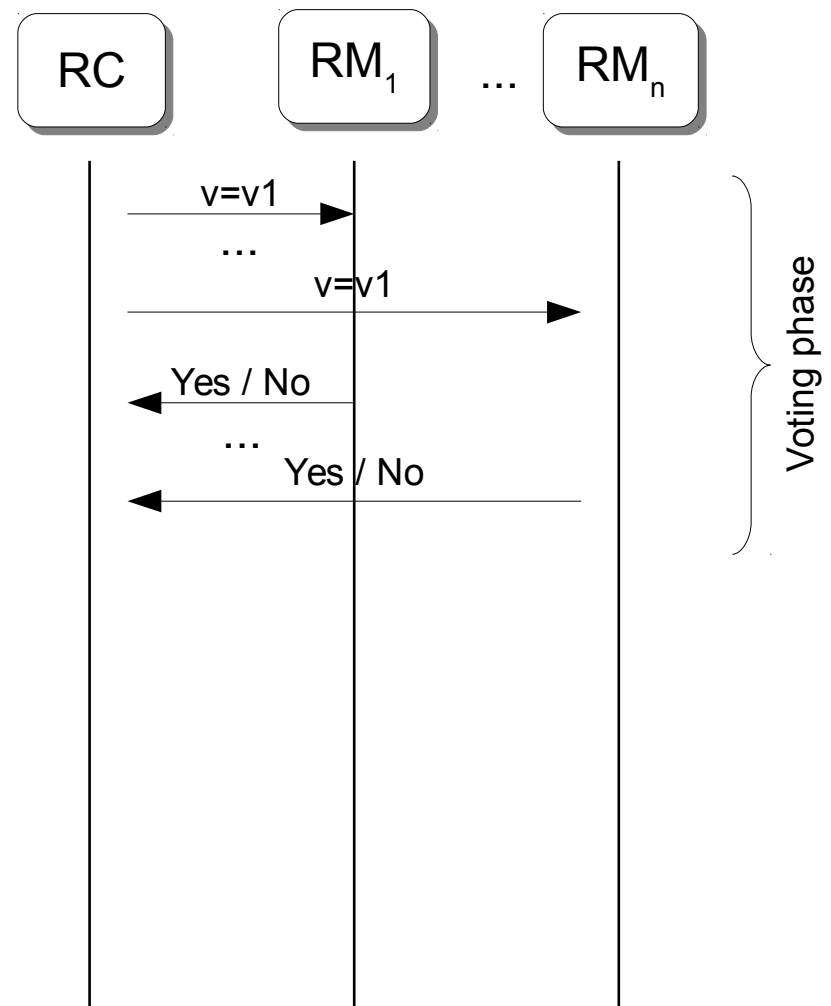 RC
RM₁
...
RMₙ
v=v1
...
v=v1
Yes / No
...
Yes / No
Voting phase